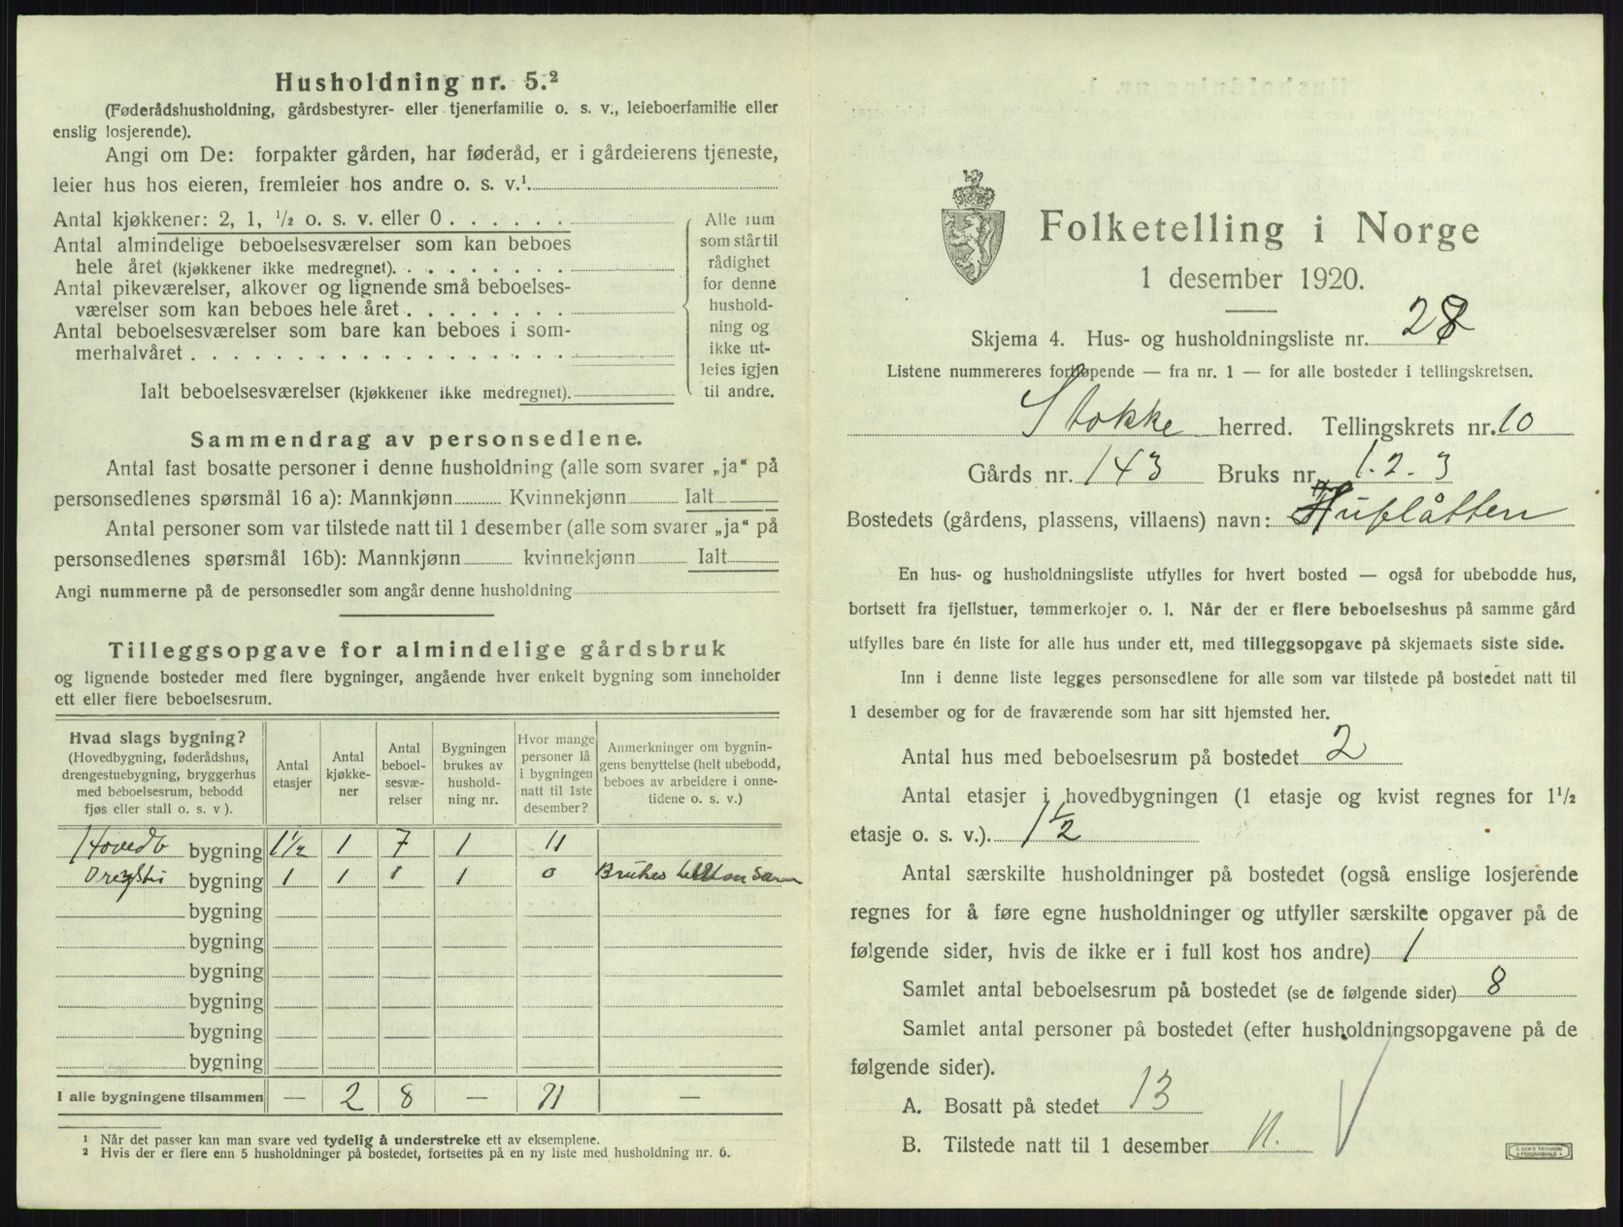 Husholdning nr. 5.²
(Føderådshusholdning, gårdsbestyrer- eller tjenerfamilie o. s. v., leieboerfamilie eller
enslig losjerende).
Angi om De: forpakter gården, har føderåd, er i gårdeierens tjeneste,
leier hus hos eieren, fremleier hos andre o. s. v.¹
Antal kjøkkener: 2, 1, ½ o. s. v. eller 0
Antal almindelige beboelsesværelser som kan beboes
hele året (kjøkkener ikke medregnet).
Antal pikeværelser, alkover og lignende små beboelses-
værelser som kan beboes hele året
Antal beboelsesværelser som bare kan beboes i som-
merhalvåret
Ialt beboelsesværelser (kjøkkener ikke medregnet).
Alle rum
som står til
rådighet
for denne
hushold-
ning og
ikke ut-
leies igjen
til andre.
Sammendrag av personsedlene.
Antal fast bosatte personer i denne husholdning (alle som svarer „ja“ på
personsedlenes spørsmål 16 a): Mannkjønn Kvinnekjønn Ialt
Antal personer som var tilstede natt til 1 desember (alle som svarer „ja“ på
personsedlenes spørsmål 16b): Mannkjønn kvinnekjønn Ialt
Angi nummerne på de personsedler som angår denne husholdning
Tilleggsopgave for almindelige gårdsbruk
og lignende bosteder med flere bygninger, angående hver enkelt bygning som inneholder
ett eller flere beboelsesrum.
Hvad slags bygning?
(Hovedbygning, føderådshus,
drengestuebygning, bryggerhus
med beboelsesrum, bebodd
fjøs eller stall o. s. v ).
Antal
etasjer
Antal
kjøkke-
ner
Antal
beboel-
sesvæ-
relser
Bygningen
brukes av
hushold-
ning nr.
Hvor mange
personer lå
i bygningen
natt til 1ste
desember?
Anmerkninger om bygnin-
gens benyttelse (helt ubebodd,
beboes av arbeidere i onne-
tidene o. s. v.)
Hovedb bygning 1½ 1 7 1 11
bygning 1 1 1 1 0 Brukes
bygning
bygning
bygning
bygning
bygning
bygning
I alle bygningene tilsammen — 2 8 — 11 —
¹ Når det passer kan man svare ved tydelig å understreke ett av eksemplene.
² Hvis der er flere enn 5 husholdninger på bostedet, fortsettes på en ny liste med husholdning nr. 6.
Folketelling i Norge
1 desember 1920.
Skjema 4. Hus- og husholdningsliste nr. 28
Listene nummereres fortløpende — fra nr. 1 — for alle bosteder i tellingskretsen.
Stokke herred. Tellingskrets nr. 10
Gårds nr. 143 Bruks nr. 1. 2. 3
Bostedets (gårdens, plassens, villaens) navn: Huflåtten
En hus- og husholdningsliste utfylles for hvert bosted — også for ubebodde hus,
bortsett fra fjellstuer, tømmerkojer o. l. Når der er flere beboelseshus på samme gård
utfylles bare én liste for alle hus under ett, med tilleggsopgave på skjemaets siste side.
Inn i denne liste legges personsedlene for alle som var tilstede på bostedet natt til
1 desember og for de fraværende som har sitt hjemsted her.
Antal hus med beboelsesrum på bostedet 2
Antal etasjer i hovedbygningen (1 etasje og kvist regnes for 1½
etasje o. s. v.). 1½
Antal særskilte husholdninger på bostedet (også enslige losjerende
regnes for å føre egne husholdninger og utfyller særskilte opgaver på de
følgende sider, hvis de ikke er i full kost hos andre) 1
Samlet antal beboelsesrum på bostedet (se de følgende sider) 8
Samlet antal personer på bostedet (efter husholdningsopgavene på de
følgende sider).
A. Bosatt på stedet 13
B. Tilstede natt til 1 desember 11.